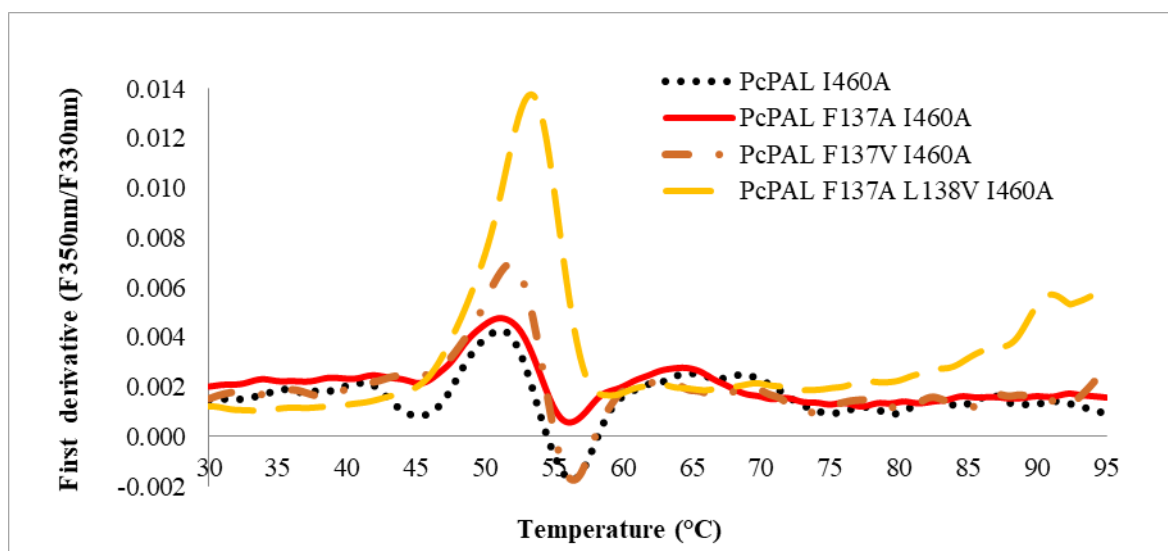 First derivative (F350nm/F330nm)
0.014
0.012
0.010
0.008
0.006
0.004
0.002
0.000
-0.002
PcPAL I460A
PcPAL F137A I460A
PcPAL F137V I460A
PcPAL F137A L138V I460A
30 35 40 45 50 55 60 65 70 75 80 85 90 95
Temperature (°C)